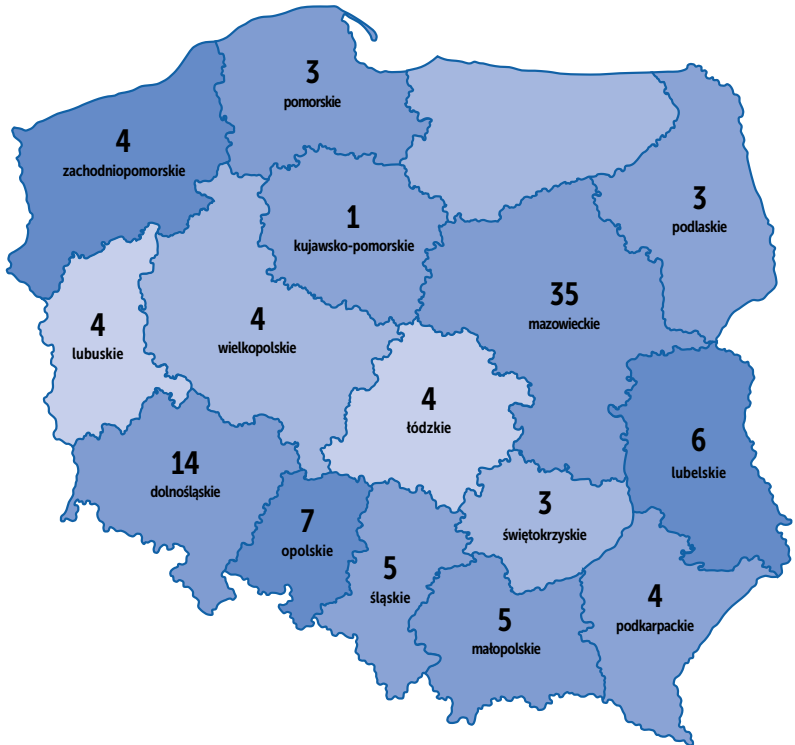 3
pomorskie
4
zachodniopomorskie
3
podlaskie
1
kujawsko-pomorskie
35
mazowieckie
4
lubuskie
4
wielkopolskie
4
łódzkie
6
lubelskie
14
dolnośląskie
3
świętokrzyskie
7
opolskie
5
śląskie
4
podkarpackie
5
małopolskie